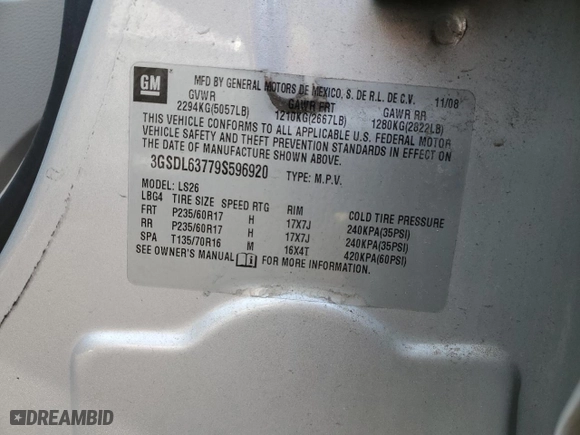 GM
MFD BY GENERAL MOTORS DE MEXICO, S. DE R.L. DE C.V. 11/08
GVWR GAWR FRT GAWR RR
2294KG(5057LB) 1210KG(2667LB) 1280KG(2822LB)
THIS VEHICLE CONFORMS TO ALL APPLICABLE U.S. FEDERAL MOTOR
VEHICLE SAFETY AND THEFT PREVENTION STANDARDS IN EFFECT ON
THE DATE OF MANUFACTURE SHOWN ABOVE.
3GSDL63779S596920 TYPE: M.P.V.
MODEL: LS26
LBG4 TIRE SIZE SPEED RTG RIM COLD TIRE PRESSURE
FRT P235/60R17 H 17X7J 240KPA(35PSI)
RR P235/60R17 H 17X7J 240KPA(35PSI)
SPA T135/70R16 M 16X4T 420KPA(60PSI)
SEE OWNER'S MANUAL FOR MORE INFORMATION.
DREAMBID